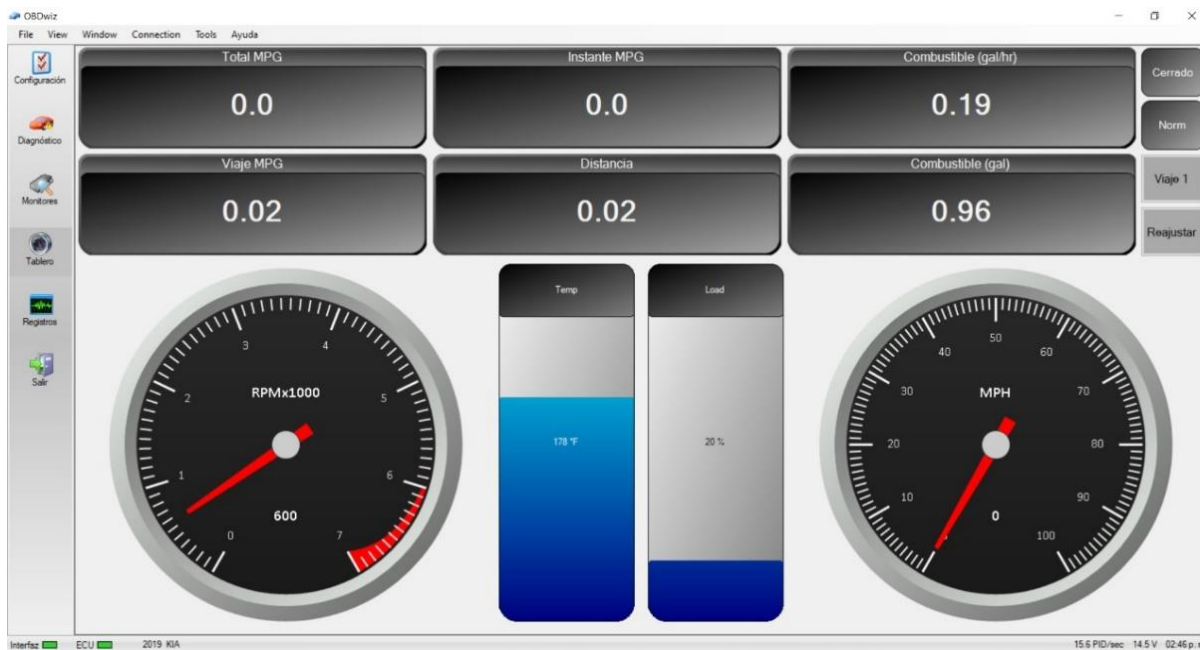 OBDwiz
File View Window Connection Tools Ayuda
Configuración
Diagnóstico
Monitores
Tablero
Registros
Salir
Total MPG
0.0
Instante MPG
0.0
Combustible (gal/hr)
0.19
Cerrado
Norm
Viaje MPG
0.02
Distancia
0.02
Combustible (gal)
0.96
Viaje 1
Reajustar
RPMx1000
0 1 2 3 4 5 6 7
600
Temp
178 °F
Load
20 %
MPH
10 20 30 40 50 60 70 80 90 100
0
Interfaz ECU 2019 KIA 15.6 PID/sec 14.5 V 02:46 p.